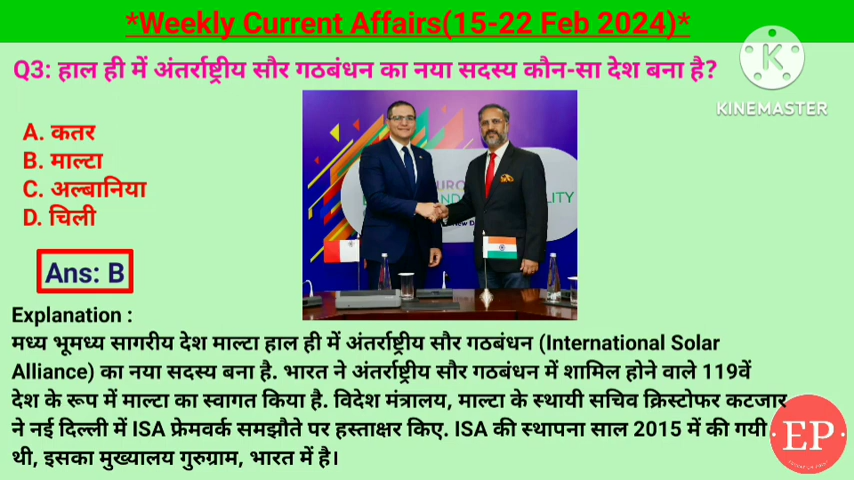 *Weekly Current Affairs(15-22 Feb 2024)*
Q3: हाल ही में अंतर्राष्ट्रीय सौर गठबंधन का नया सदस्य कौन-सा देश बना है?
KINEMASTER
A. कतर
B. माल्टा
C. अल्बानिया
D. चिली
Ans: B
Explanation :
मध्य भूमध्य सागरीय देश माल्टा हाल ही में अंतर्राष्ट्रीय सौर गठबंधन (International Solar
Alliance) का नया सदस्य बना है. भारत ने अंतर्राष्ट्रीय सौर गठबंधन में शामिल होने वाले 119वें
देश के रूप में माल्टा का स्वागत किया है. विदेश मंत्रालय, माल्टा के स्थायी सचिव क्रिस्टोफर कटजार
ने नई दिल्ली में ISA फ्रेमवर्क समझौते पर हस्ताक्षर किए. ISA की स्थापना साल 2015 में की गयी
थी, इसका मुख्यालय गुरुग्राम, भारत में है।
EP